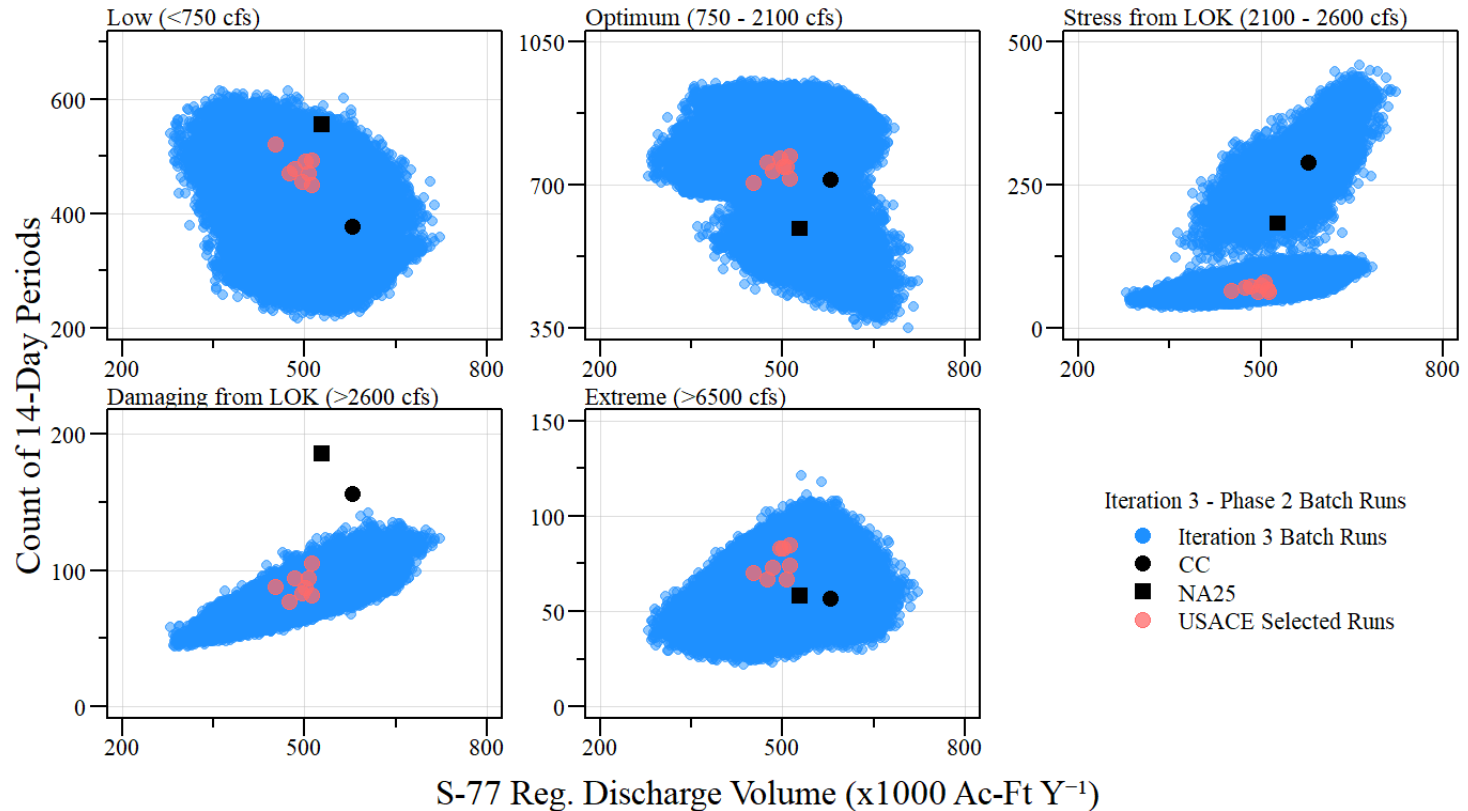 Low (<750 cfs)
Optimum (750 - 2100 cfs)
Stress from LOK (2100 - 2600 cfs)
600
400
200
200 500 800
1050
700
350
200 500 800
500
250
0
200 500 800
Damaging from LOK (>2600 cfs)
Extreme (>6500 cfs)
200
100
0
200 500 800
150
100
50
0
200 500 800
Count of 14-Day Periods
S-77 Reg. Discharge Volume (x1000 Ac-Ft Y⁻¹)
Iteration 3 - Phase 2 Batch Runs
Iteration 3 Batch Runs
CC
NA25
USACE Selected Runs